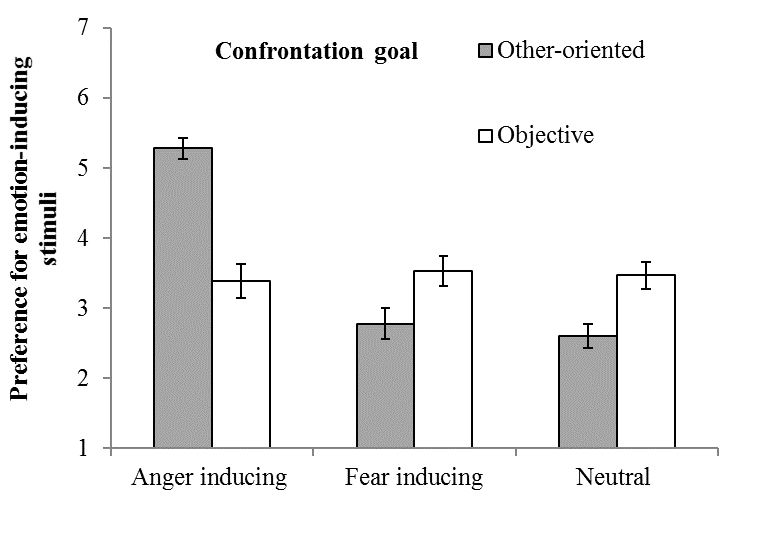 7
Confrontation goal
Other-oriented
6
Objective
5
4
3
2
1
Preference for emotion-inducing
stimuli
Anger inducing
Fear inducing
Neutral